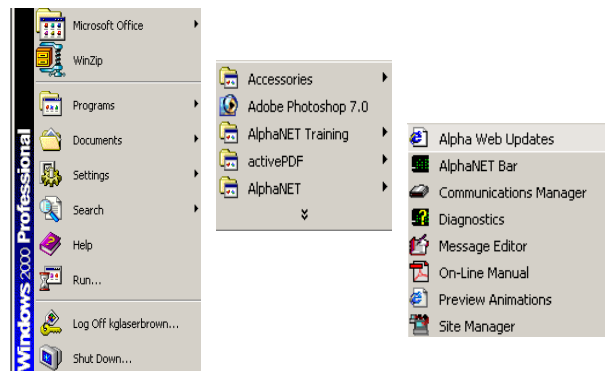 Microsoft Office
WinZip
Programs
Documents
Settings
Search
Help
Run...
Log Off kglaserbrown...
Shut Down...
Windows 2000 Professional
Accessories
Adobe Photoshop 7.0
AlphaNET Training
activePDF
AlphaNET
Alpha Web Updates
AlphaNET Bar
Communications Manager
Diagnostics
Message Editor
On-Line Manual
Preview Animations
Site Manager